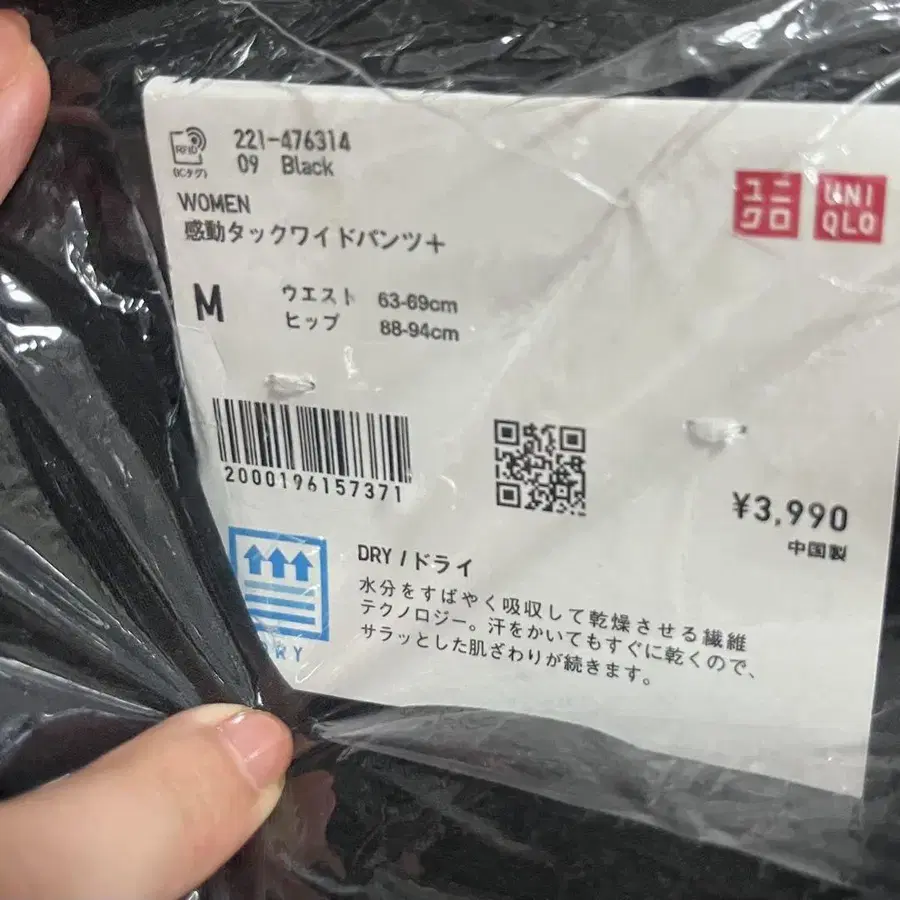 RFID
(ICタグ)
221-476314
09 Black
WOMEN
感動タックワイドパンツ+
ユニ
クロ
UNI
QLO
M
ウエスト 63-69cm
ヒップ 88-94cm
2000196157371
¥3,990
中国製
DRY
DRY / ドライ
水分をすばやく吸収して乾燥させる繊維
テクノロジー。汗をかいてもすぐに乾くので、
サラッとした肌ざわりが続きます。